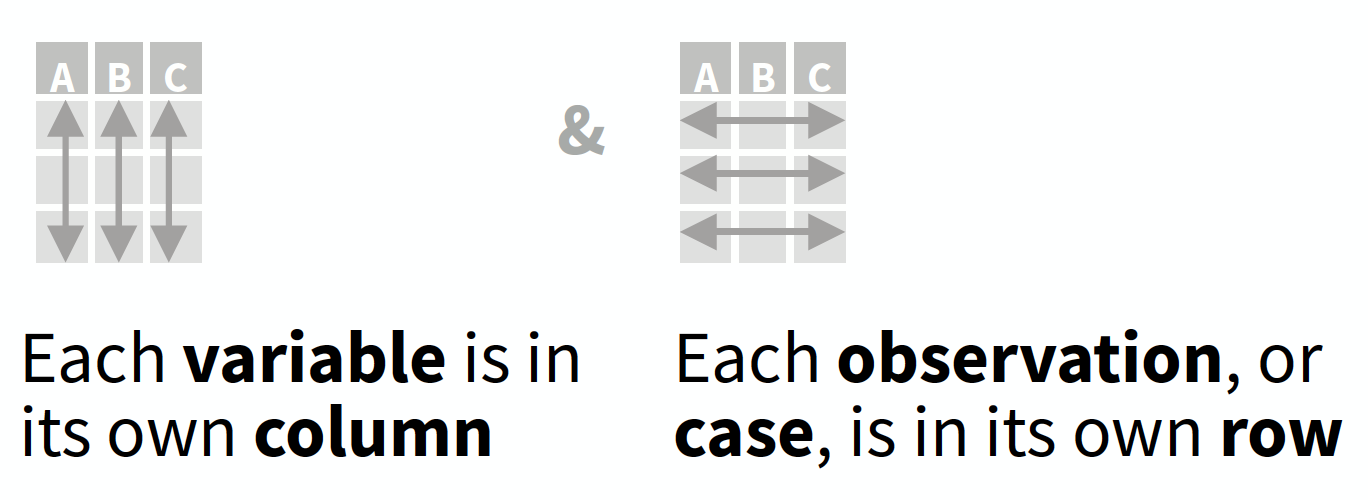 A B C
&
A B C
Each variable is in
its own column
Each observation, or
case, is in its own row